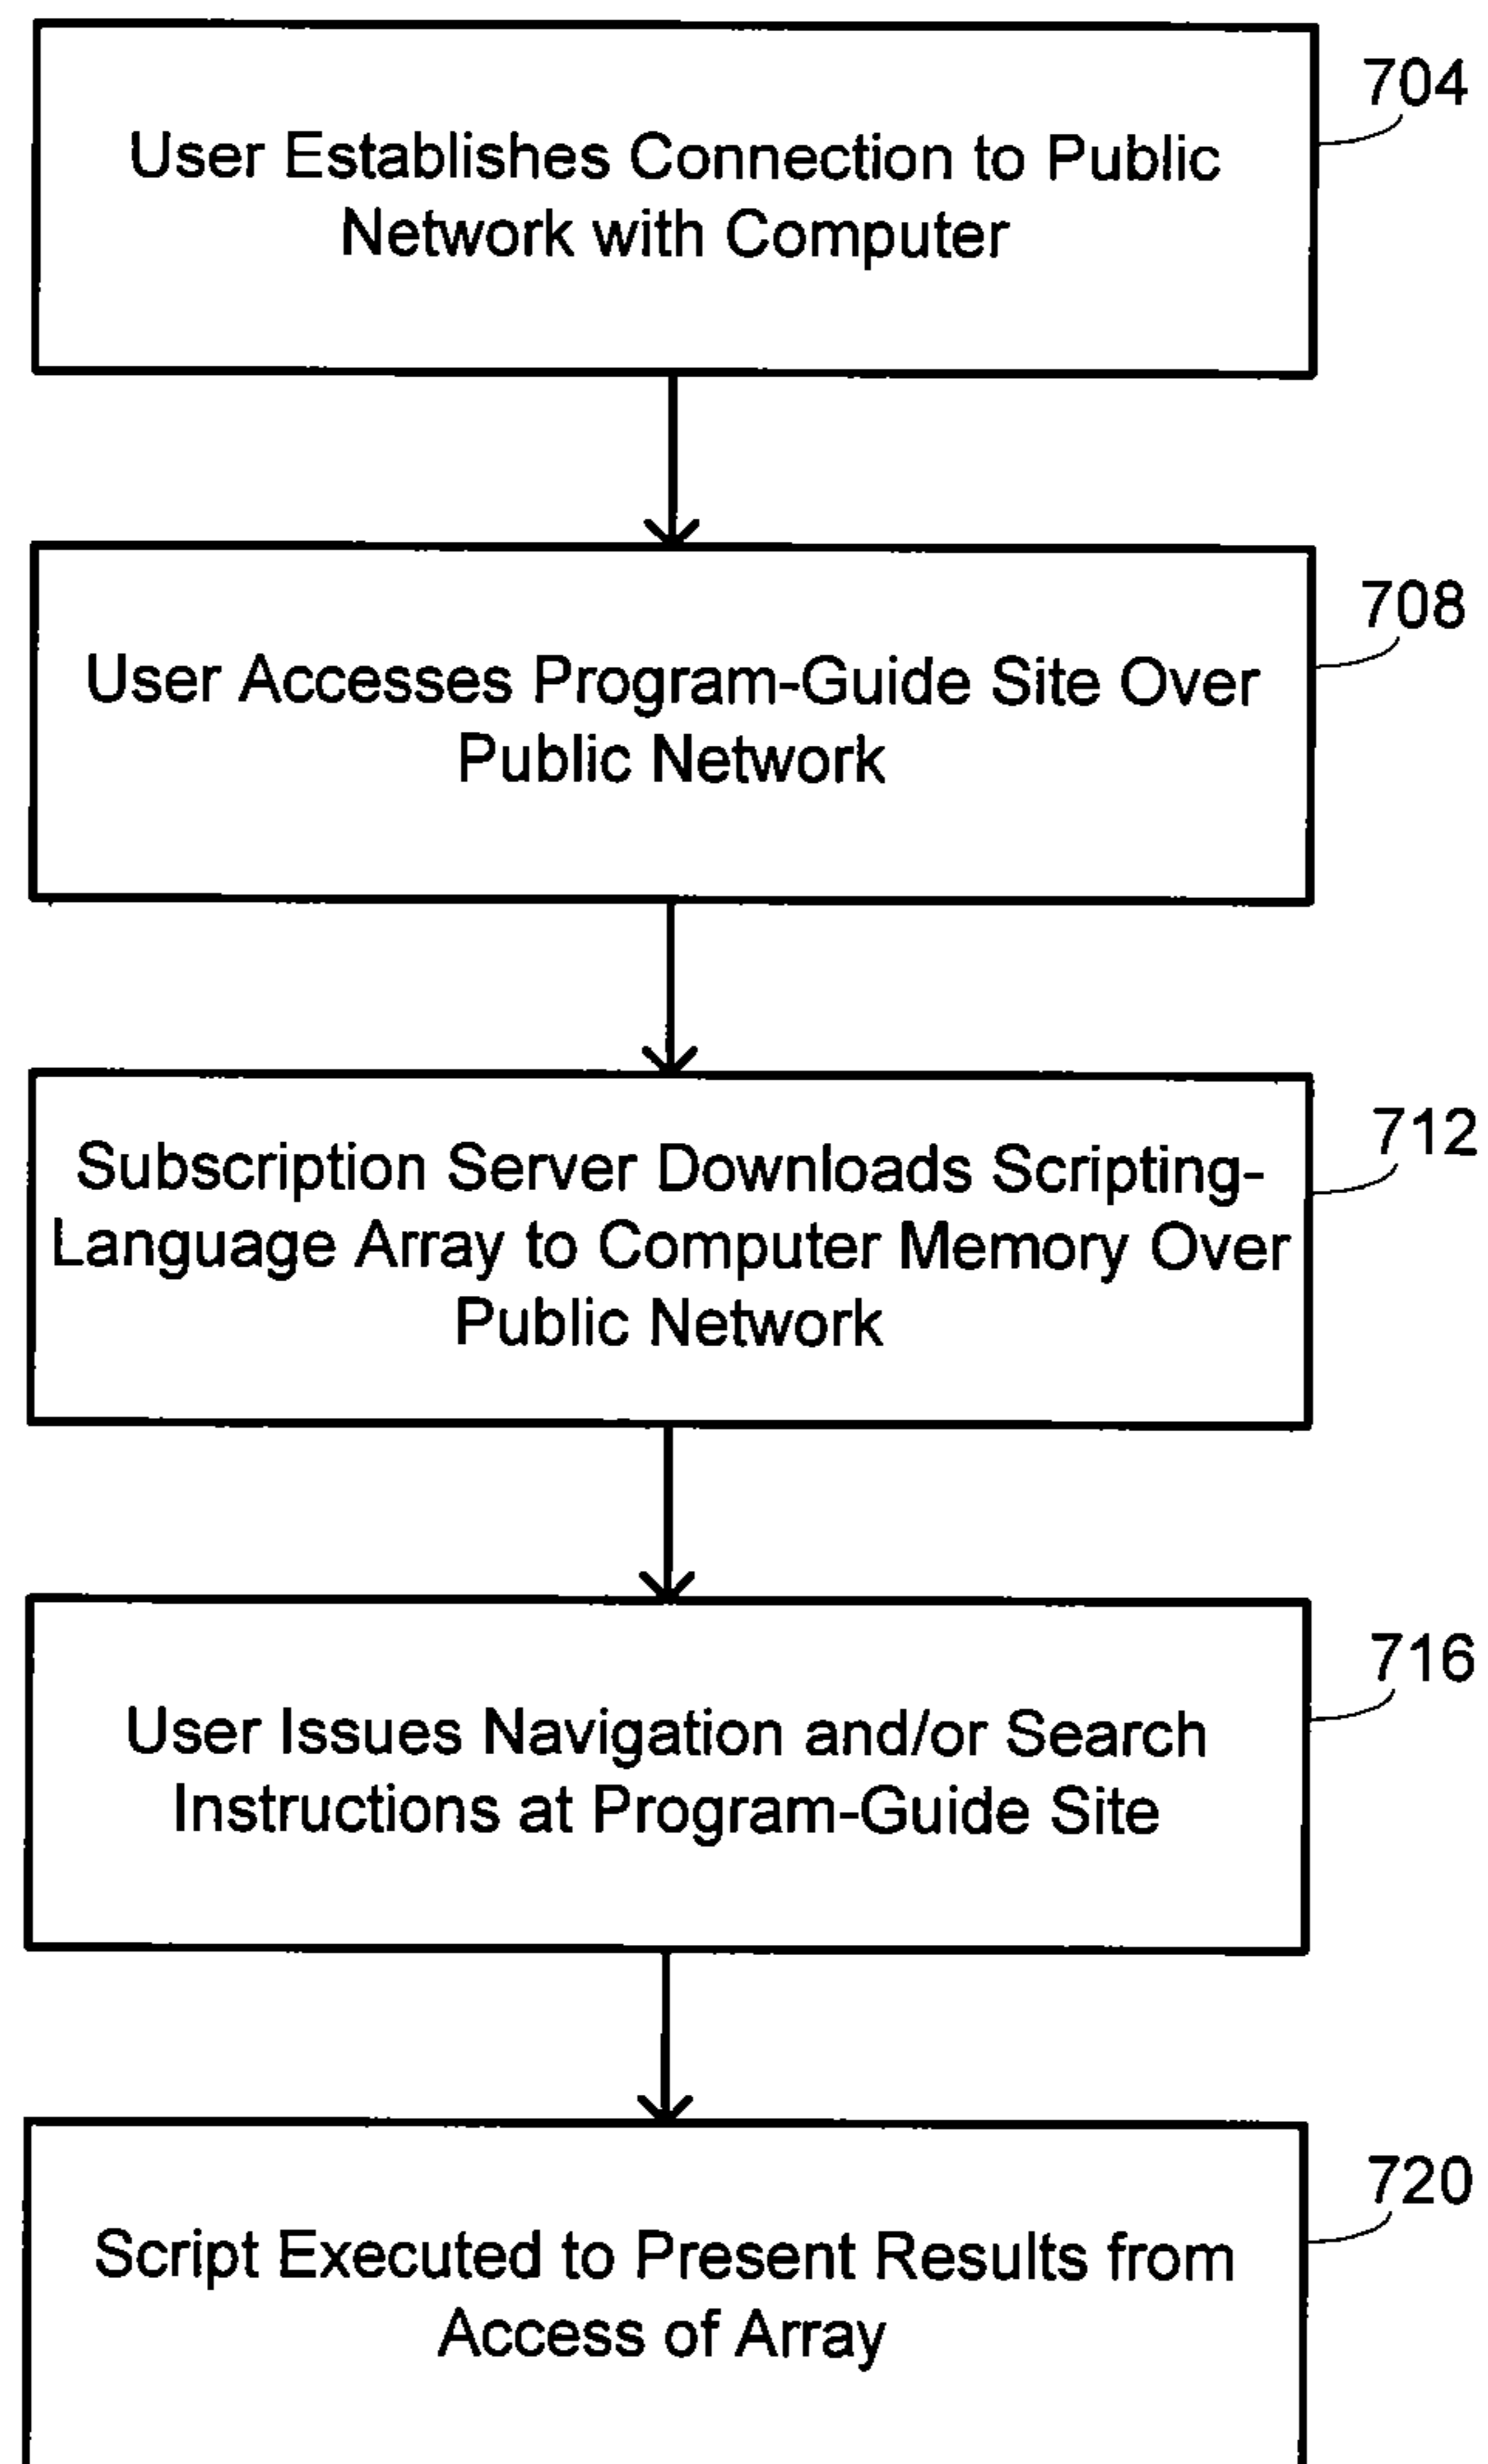 704
User Establishes Connection to Public
Network with Computer
708
User Accesses Program-Guide Site Over
Public Network
712
Subscription Server Downloads Scripting-
Language Array to Computer Memory Over
Public Network
716
User Issues Navigation and/or Search
Instructions at Program-Guide Site
720
Script Executed to Present Results from
Access of Array